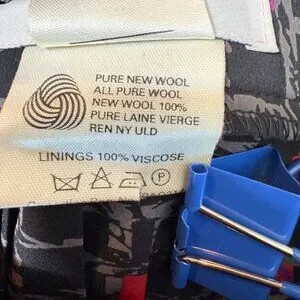 PURE NEW WOOL
ALL PURE WOOL
NEW WOOL 100%
PURE LAINE VIERGE
REN NY ULD
LININGS 100% VISCOSE
P